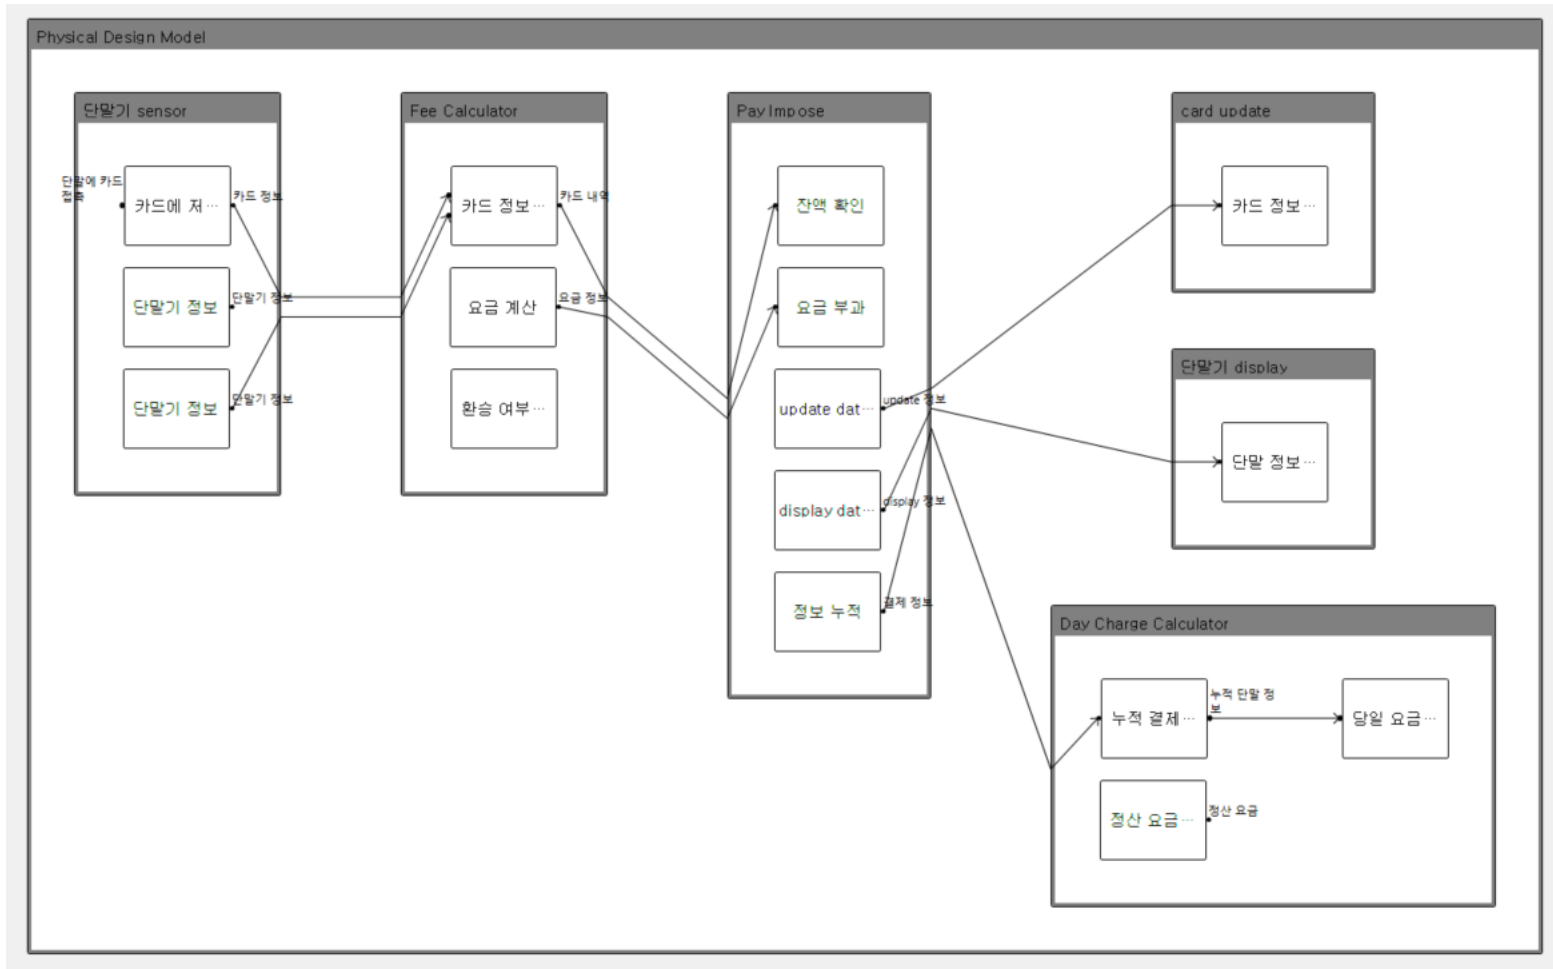 Physical Design Model
단말기 sensor
단말에 카드
접촉
카드에 저…
카드 정보
단말기 정보
단말기 정보
단말기 정보
단말기 정보
Fee Calculator
카드 정보…
카드 내역
요금 계산
요금 정보
환승 여부…
Pay Impose
잔액 확인
요금 부과
update dat…
update 정보
display dat…
display 정보
정보 누적
결제 정보
card update
카드 정보…
단말기 display
단말 정보…
Day Charge Calculator
누적 결제…
누적 단말 정
보
당일 요금…
정산 요금…
정산 요금